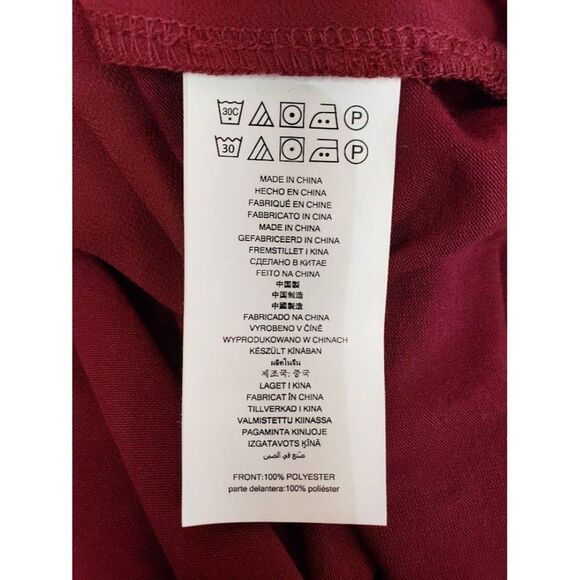 30C P
30 P
MADE IN CHINA
HECHO EN CHINA
FABRIQUÉ EN CHINE
FABBRICATO IN CINA
MADE IN CHINA
GEFABRICEERD IN CHINA
FREMSTILLET I KINA
СДЕЛАНО В КИТАЕ
FEITO NA CHINA
中国製
中国制造
中國製造
FABRICADO NA CHINA
VYROBENO V ČÍNĚ
WYPRODUKOWANO W CHINACH
KÉSZÜLT KÍNÁBAN
ผลิตในจีน
제조국: 중국
LAGET I KINA
FABRICAT ÎN CHINA
TILLVERKAD I KINA
VALMISTETTU KIINASSA
PAGAMINTA KINIJOJE
IZGATAVOTS ĶĪNĀ
صنع في الصين
FRONT:100% POLYESTER
parte delantera:100% poliéster